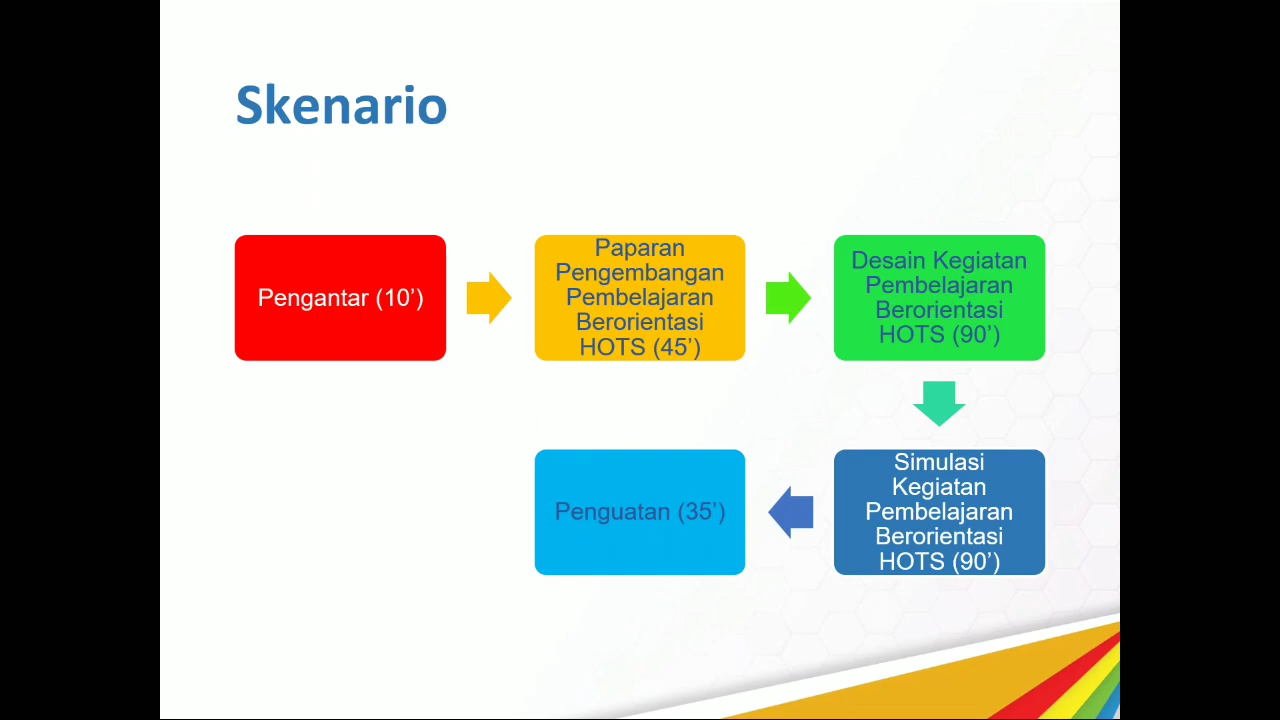 Skenario
Pengantar (10’)
Paparan
Pengembangan
Pembelajaran
Berorientasi
HOTS (45’)
Desain Kegiatan
Pembelajaran
Berorientasi
HOTS (90’)
Simulasi
Kegiatan
Pembelajaran
Berorientasi
HOTS (90’)
Penguatan (35’)